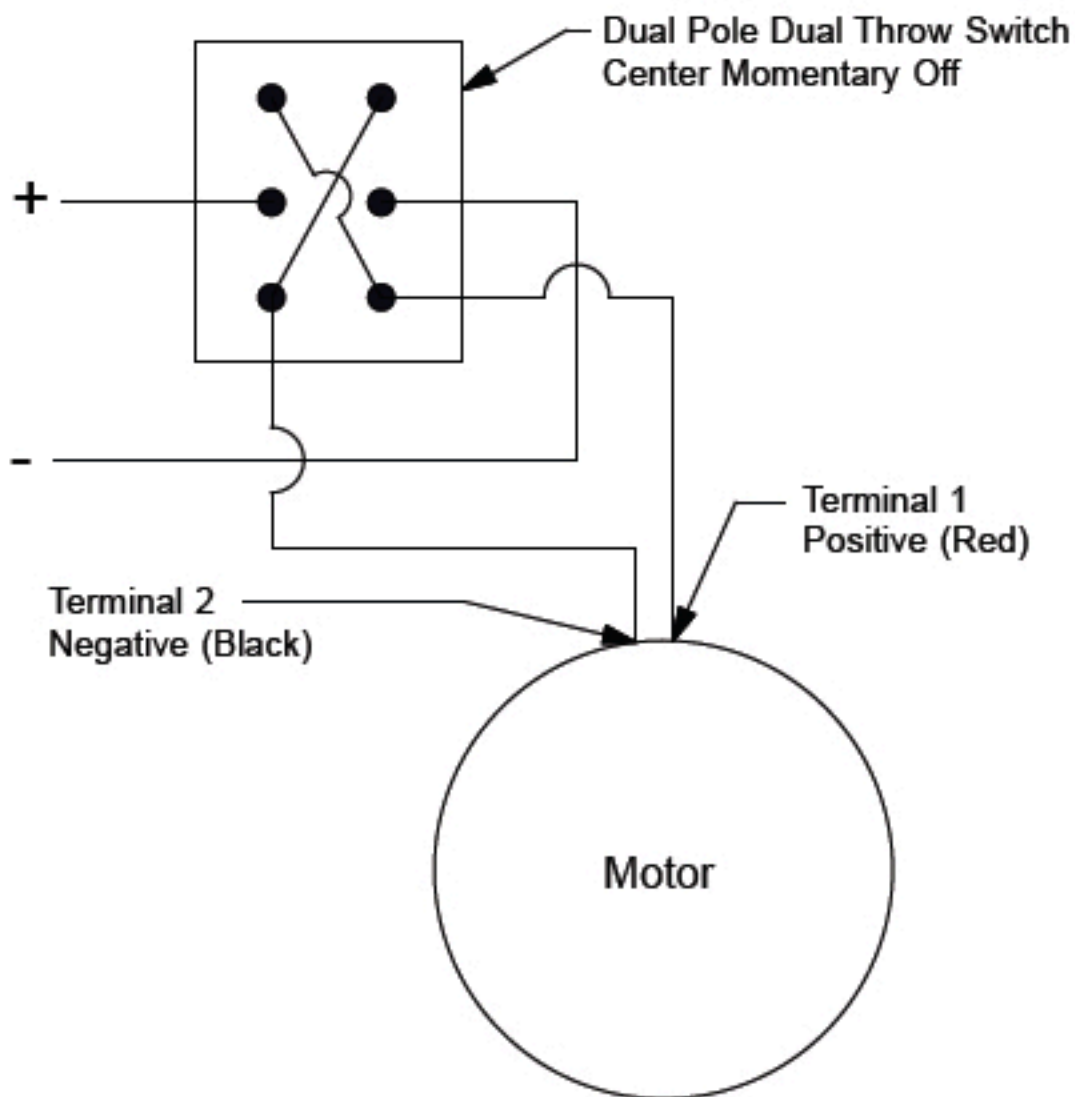 Dual Pole Dual Throw Switch
Center Momentary Off
+
-
Terminal 1
Positive (Red)
Terminal 2
Negative (Black)
Motor